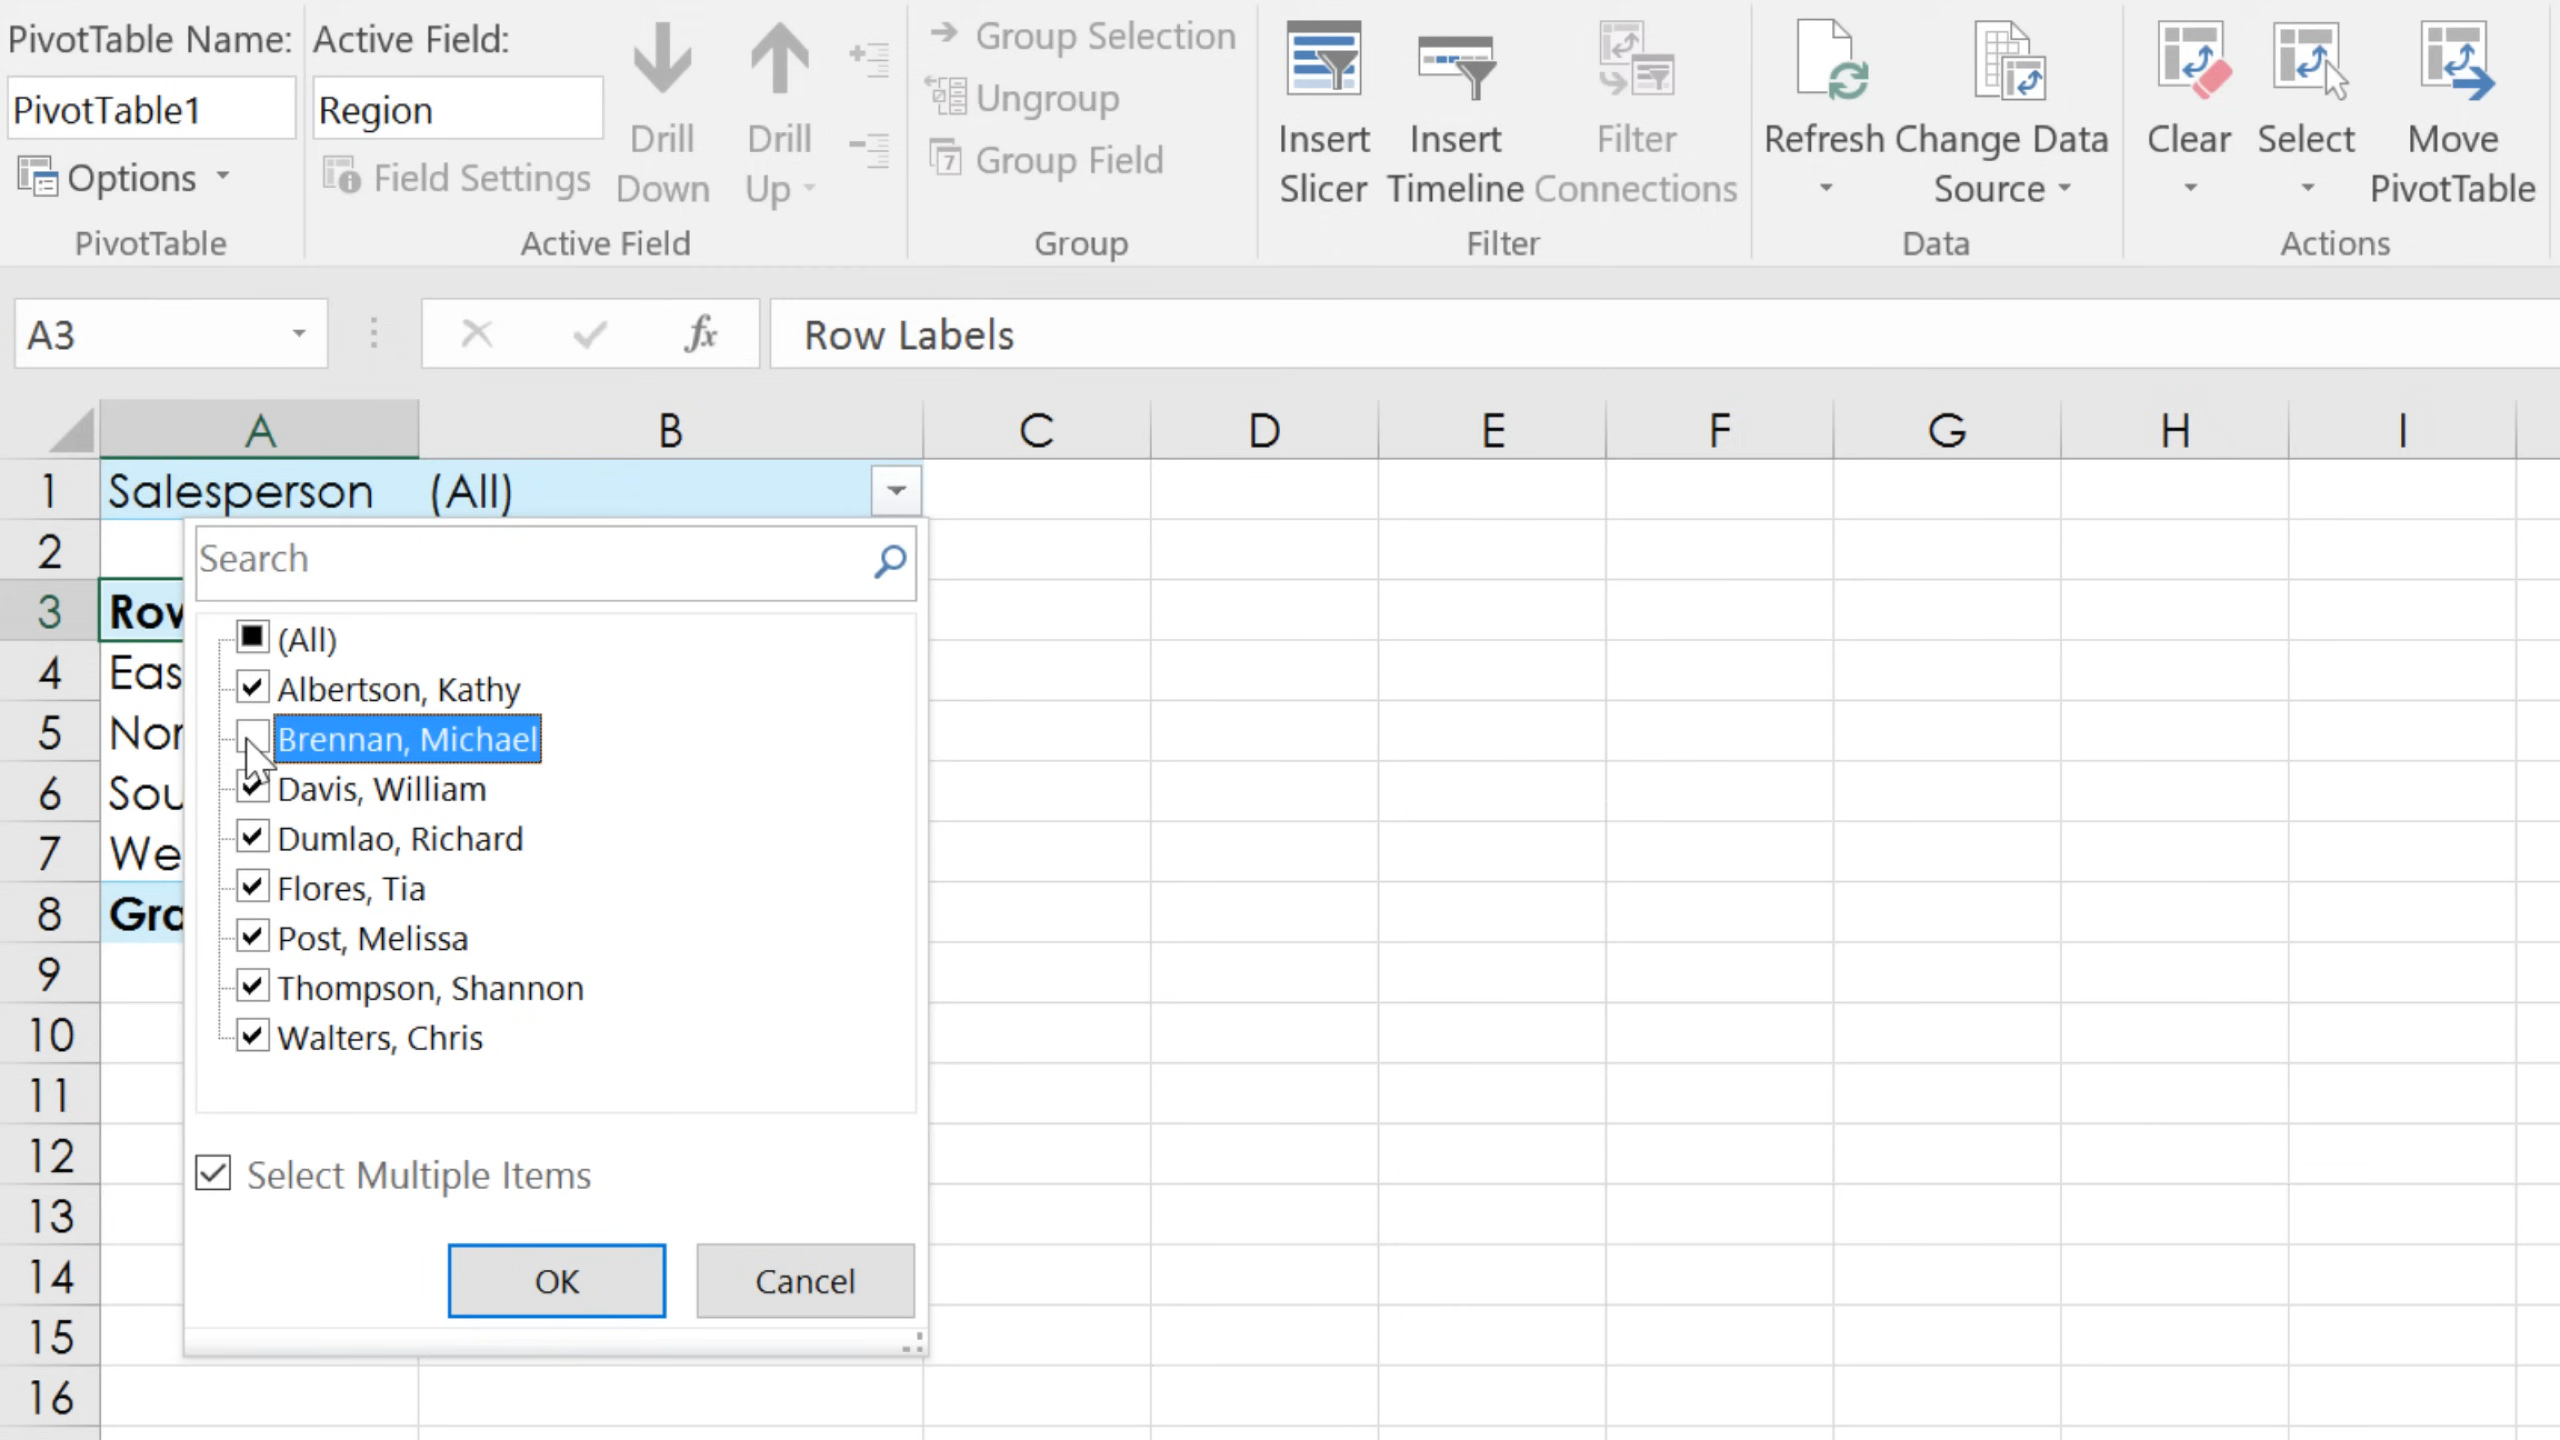 PivotTable Name:
PivotTable1
Options
PivotTable
Active Field:
Region
Field Settings
Drill Down
Drill Up
Active Field
Group Selection
Ungroup
7 Group Field
Group
Insert Slicer
Insert Timeline
Filter Connections
Filter
Refresh
Change Data Source
Data
Clear
Select
Move PivotTable
Actions
A3
fx
Row Labels
A B C D E F G H I
1 Salesperson (All)
2
3 Row
4 Eas
5 Nor
6 Sou
7 We
8 Gra
9
10
11
12
13
14
15
16
Search
(All)
Albertson, Kathy
Brennan, Michael
Davis, William
Dumlao, Richard
Flores, Tia
Post, Melissa
Thompson, Shannon
Walters, Chris
Select Multiple Items
OK
Cancel